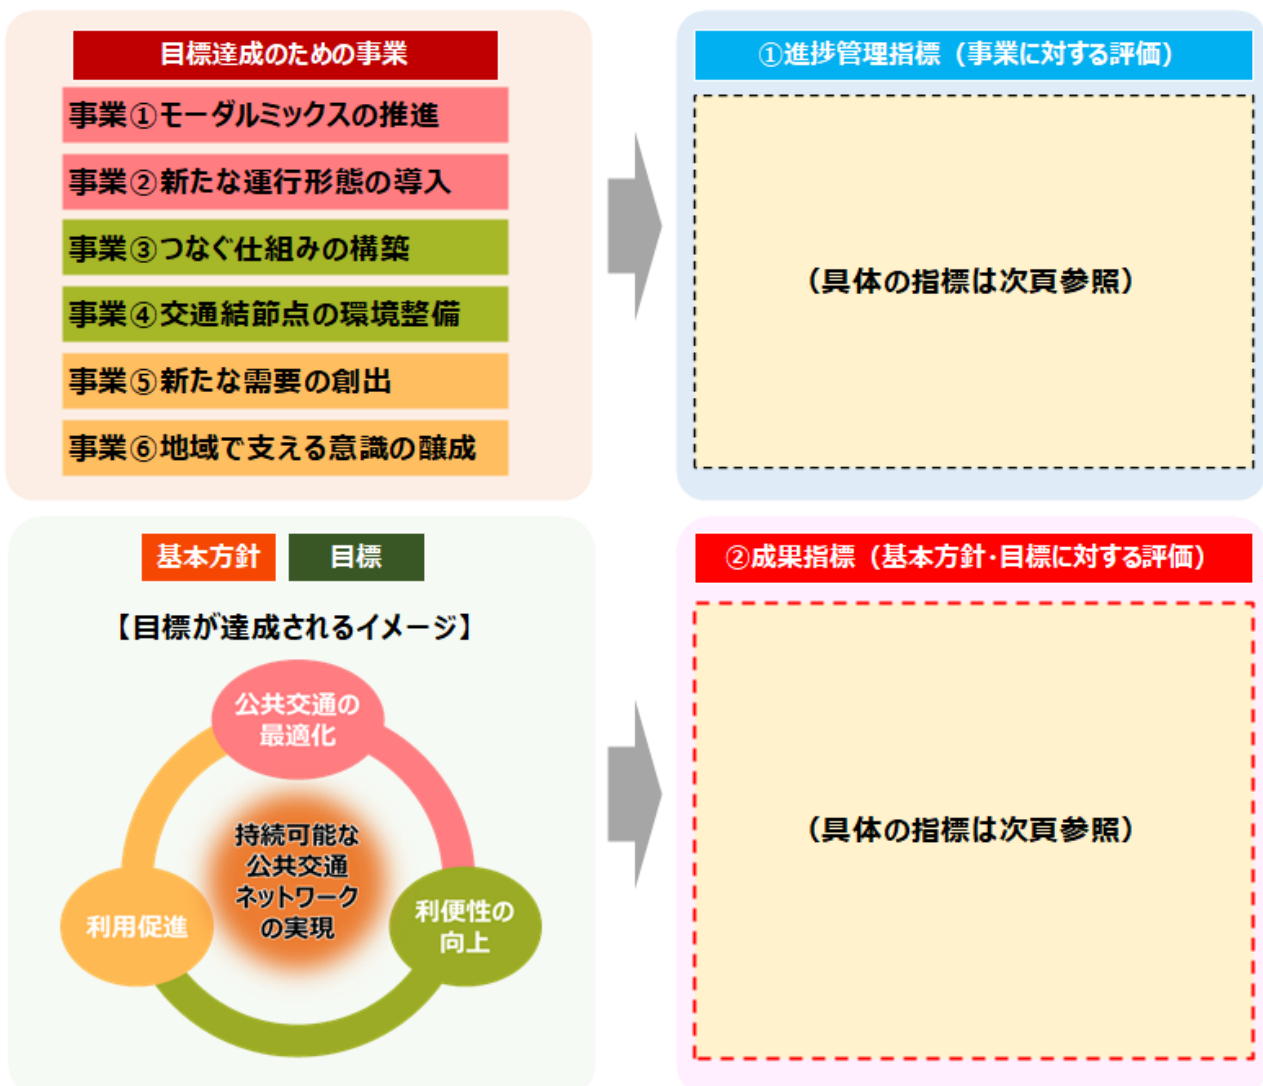 目標達成のための事業
事業①モーダルミックスの推進
事業②新たな運行形態の導入
事業③つなぐ仕組みの構築
事業④交通結節点の環境整備
事業⑤新たな需要の創出
事業⑥地域で支える意識の醸成
①進捗管理指標（事業に対する評価）
（具体の指標は次頁参照）
基本方針
目標
【目標が達成されるイメージ】
公共交通の
最適化
持続可能な
公共交通
ネットワーク
の実現
利用促進
利便性の
向上
②成果指標（基本方針・目標に対する評価）
（具体の指標は次頁参照）